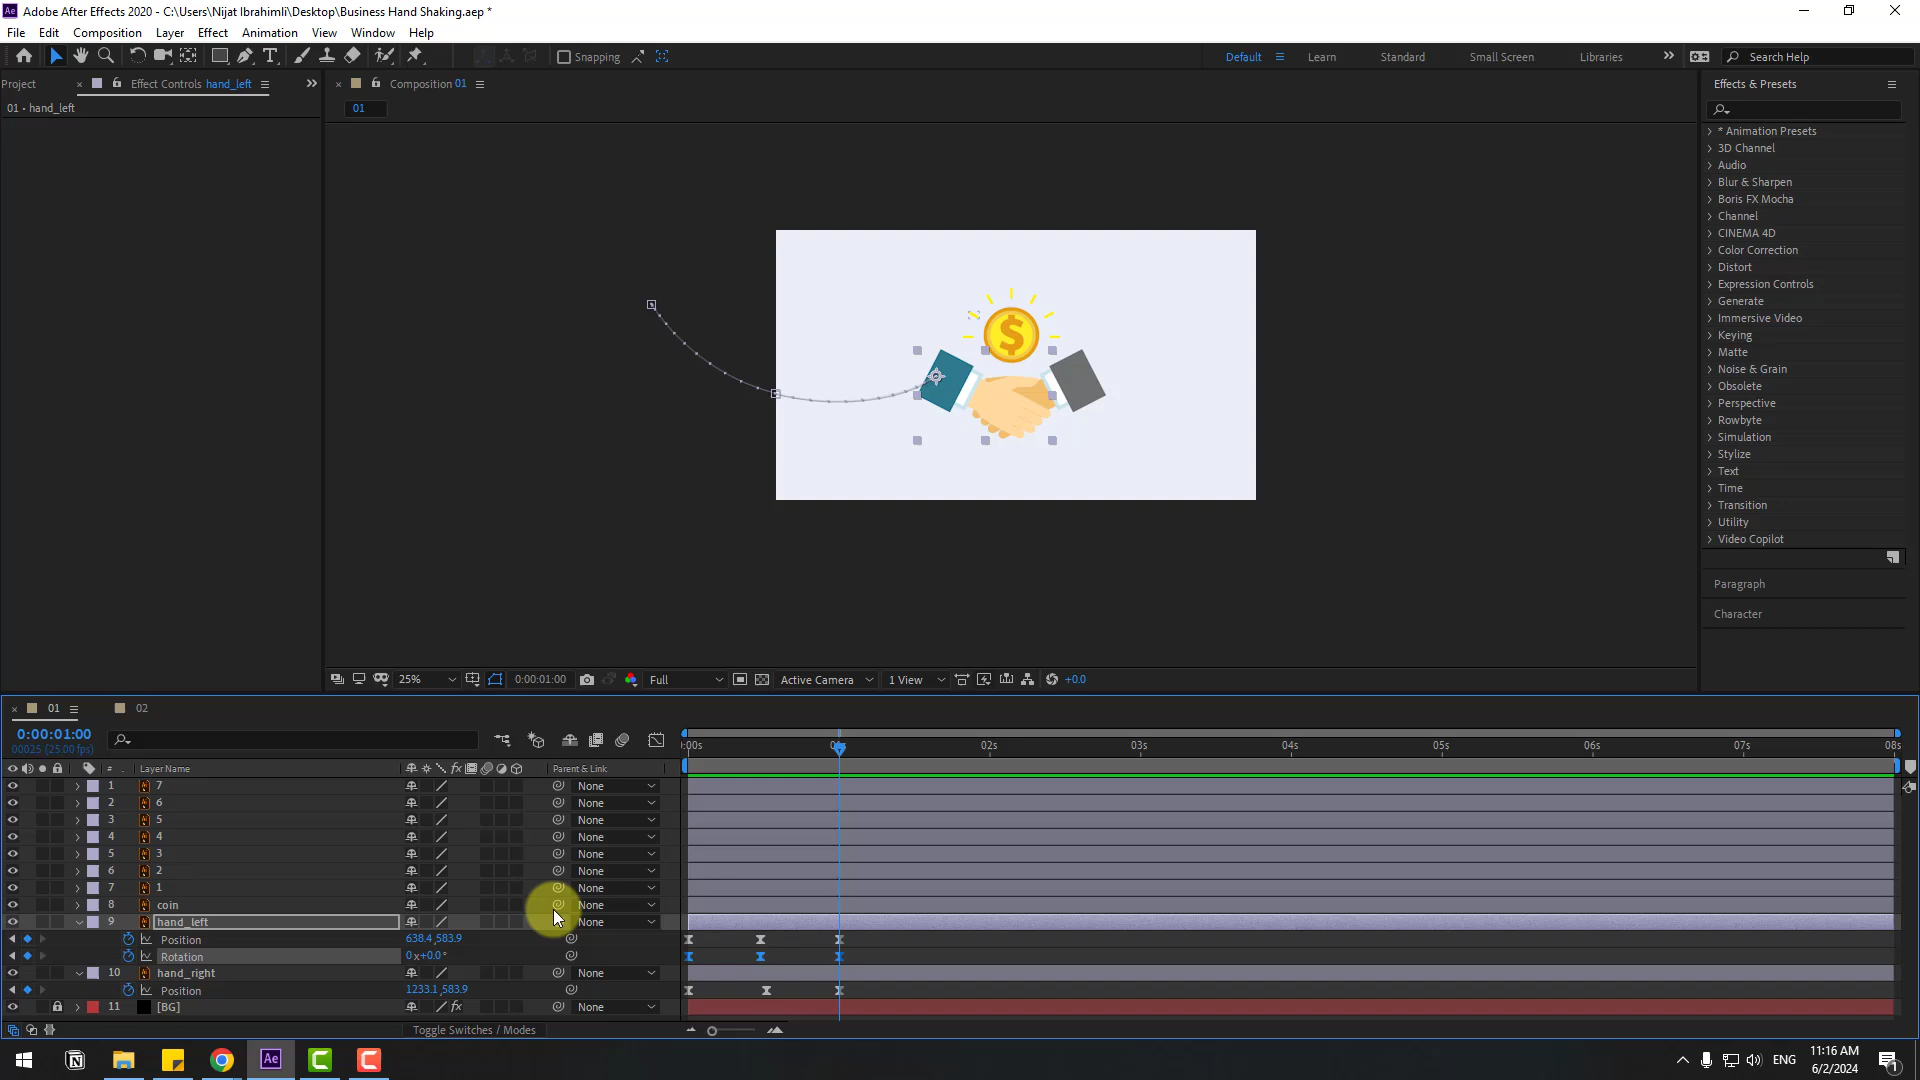 Adobe After Effects 2020 - C:\Users\Nijat Ibrahimli\Desktop\Business Hand Shaking.aep *
File Edit Composition Layer Effect Animation View Window Help
Snapping
Default Learn Standard Small Screen Libraries Search Help
Project Effect Controls hand_left
01 • hand_left
Composition 01
01
Effects & Presets
* Animation Presets
3D Channel
Audio
Blur & Sharpen
Boris FX Mocha
Channel
CINEMA 4D
Color Correction
Distort
Expression Controls
Generate
Immersive Video
Keying
Matte
Noise & Grain
Obsolete
Perspective
Rowbyte
Simulation
Stylize
Text
Time
Transition
Utility
Video Copilot
Paragraph
Character
$
25% 0:00:01:00 Full Active Camera 1 View +0.0
01 02
0:00:01:00
00025 (25.00 fps)
02s 03s 04s 05s 06s 07s 08s
# Layer Name fx Parent & Link
1 7 None
2 6 None
3 5 None
4 4 None
5 3 None
6 2 None
7 1 None
8 coin None
9 hand_left None
Position 638.4,583.9
Rotation 0x+0.0°
10 hand_right None
Position 1233.1,583.9
11 [BG] fx None
Toggle Switches / Modes
Ae
ENG
11:16 AM
6/2/2024
1